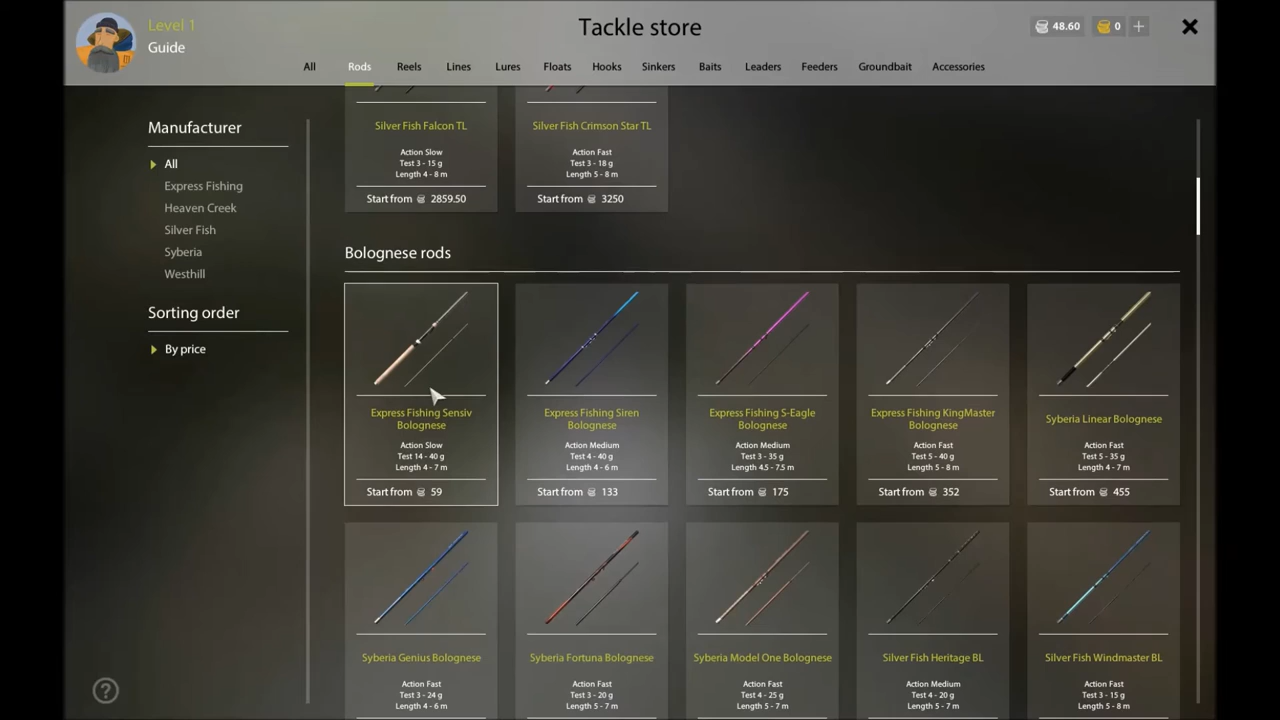 Level 1
Guide
Tackle store
48.60
0
All
Rods
Reels
Lines
Lures
Floats
Hooks
Sinkers
Baits
Leaders
Feeders
Groundbait
Accessories
Manufacturer
All
Express Fishing
Heaven Creek
Silver Fish
Syberia
Westhill
Sorting order
By price
Silver Fish Falcon TL
Action Slow
Test 3 - 15 g
Length 4 - 8 m
Start from 2859.50
Silver Fish Crimson Star TL
Action Fast
Test 3 - 18 g
Length 5 - 8 m
Start from 3250
Bolognese rods
Express Fishing Sensiv
Bolognese
Action Slow
Test 14 - 40 g
Length 4 - 7 m
Start from 59
Express Fishing Siren
Bolognese
Action Medium
Test 4 - 40 g
Length 4 - 6 m
Start from 133
Express Fishing S-Eagle
Bolognese
Action Medium
Test 3 - 35 g
Length 4.5 - 7.5 m
Start from 175
Express Fishing KingMaster
Bolognese
Action Fast
Test 5 - 40 g
Length 5 - 8 m
Start from 352
Syberia Linear Bolognese
Action Fast
Test 5 - 35 g
Length 4 - 7 m
Start from 455
Syberia Genius Bolognese
Action Fast
Test 3 - 24 g
Length 4 - 6 m
Syberia Fortuna Bolognese
Action Fast
Test 3 - 20 g
Length 5 - 7 m
Syberia Model One Bolognese
Action Fast
Test 4 - 25 g
Length 5 - 7 m
Silver Fish Heritage BL
Action Medium
Test 4 - 20 g
Length 5 - 7 m
Silver Fish Windmaster BL
Action Fast
Test 3 - 15 g
Length 5 - 8 m
?